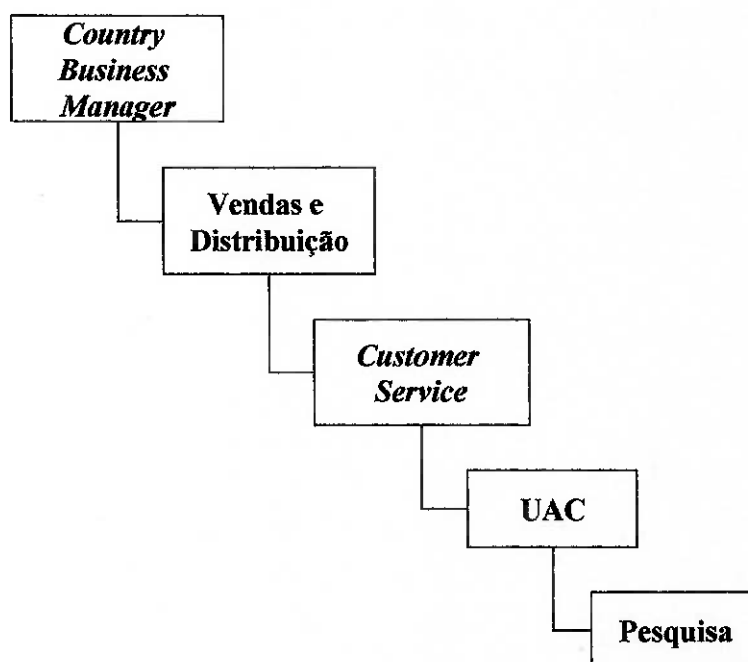 Country
Business
Manager
Vendas e
Distribuição
Customer
Service
UAC
Pesquisa